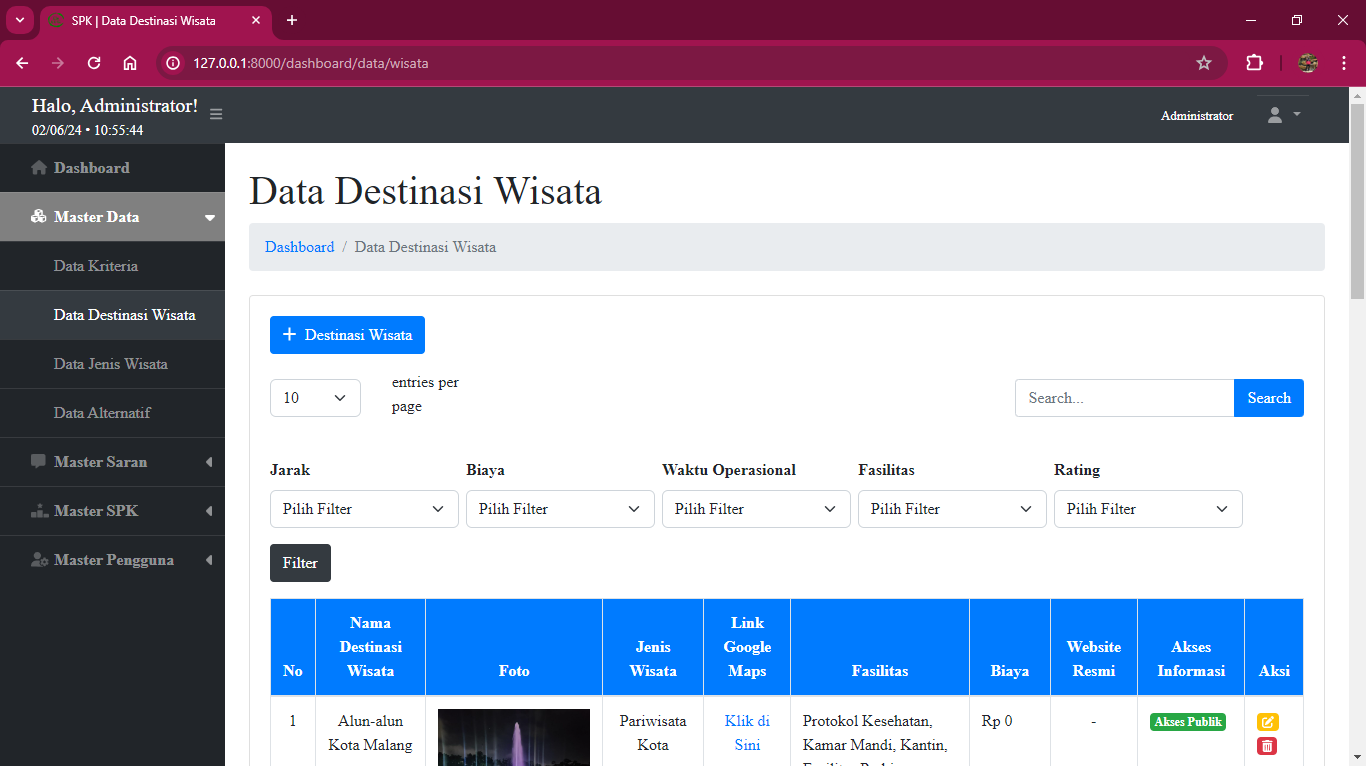 SPK | Data Destinasi Wisata
127.0.0.1:8000/dashboard/data/wisata
Halo, Administrator!
02/06/24 • 10:55:44
Administrator
Dashboard
Master Data
Data Kriteria
Data Destinasi Wisata
Data Jenis Wisata
Data Alternatif
Master Saran
Master SPK
Master Pengguna
Data Destinasi Wisata
Dashboard / Data Destinasi Wisata
+ Destinasi Wisata
10
entries per
page
Search...
Search
Jarak
Biaya
Waktu Operasional
Fasilitas
Rating
Pilih Filter
Pilih Filter
Pilih Filter
Pilih Filter
Pilih Filter
Filter
No
Nama
Destinasi
Wisata
Foto
Jenis
Wisata
Link
Google
Maps
Fasilitas
Biaya
Website
Resmi
Akses
Informasi
Aksi
1
Alun-alun
Kota Malang
Pariwisata
Kota
Klik di
Sini
Protokol Kesehatan,
Kamar Mandi, Kantin,
Rp 0
-
Akses Publik